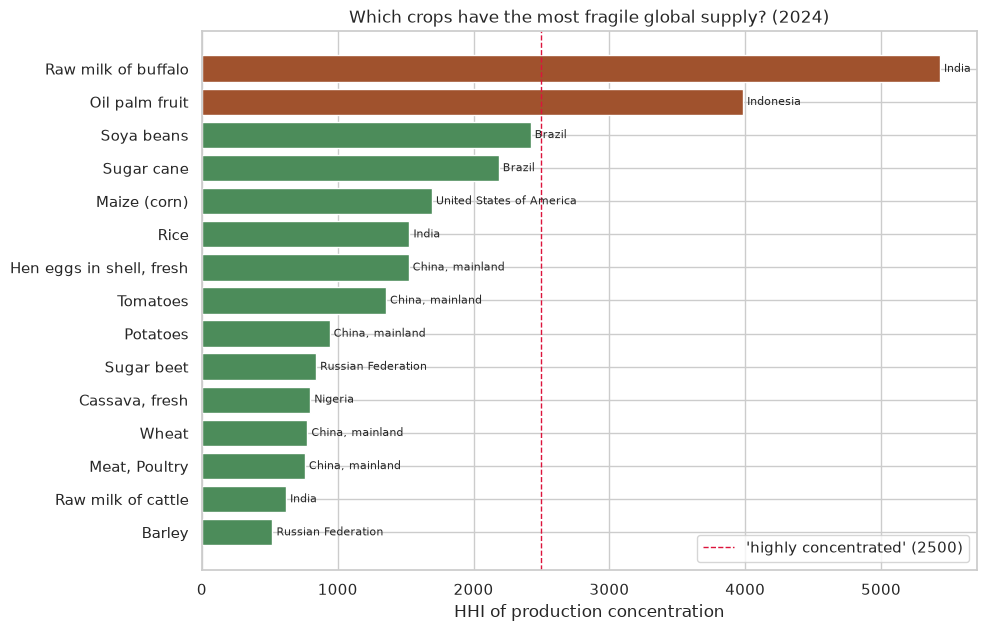 Which crops have the most fragile global supply? (2024)
Raw milk of buffalo India
Oil palm fruit Indonesia
Soya beans Brazil
Sugar cane Brazil
Maize (corn) United States of America
Rice India
Hen eggs in shell, fresh China, mainland
Tomatoes China, mainland
Potatoes China, mainland
Sugar beet Russian Federation
Cassava, fresh Nigeria
Wheat China, mainland
Meat, Poultry China, mainland
Raw milk of cattle India
Barley Russian Federation
'highly concentrated' (2500)
0 1000 2000 3000 4000 5000
HHI of production concentration